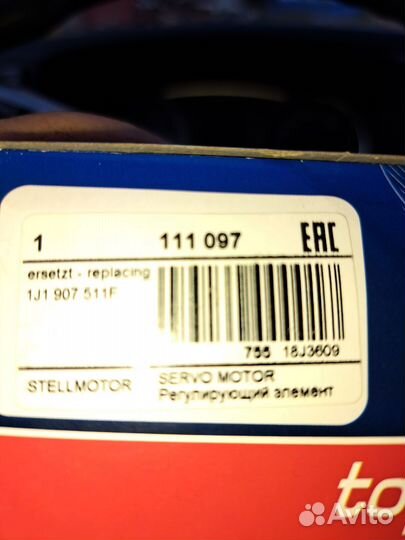 1 111 097 EAC
ersetzt - replacing
1J1 907 511F
755 18J3609
STELLMOTOR SERVO MOTOR
Регулирующий элемент
to
Avito